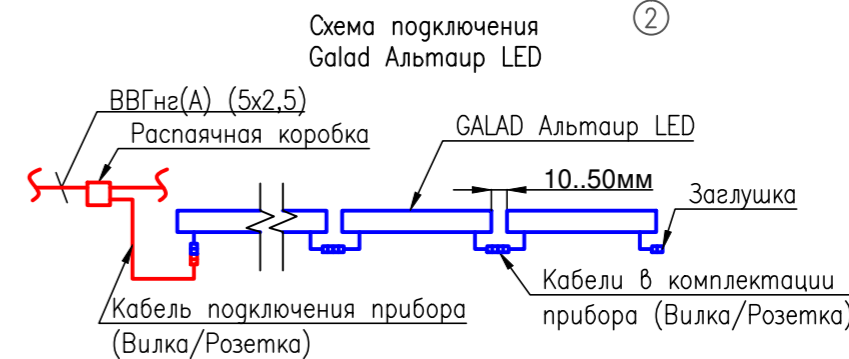 Схема подключения
Galad Альтаир LED
2
ВВГнг(А) (5х2,5)
Распаячная коробка
GALAD Альтаир LED
10..50мм
Заглушка
Кабели в комплектации
прибора (Вилка/Розетка)
Кабель подключения прибора
(Вилка/Розетка)